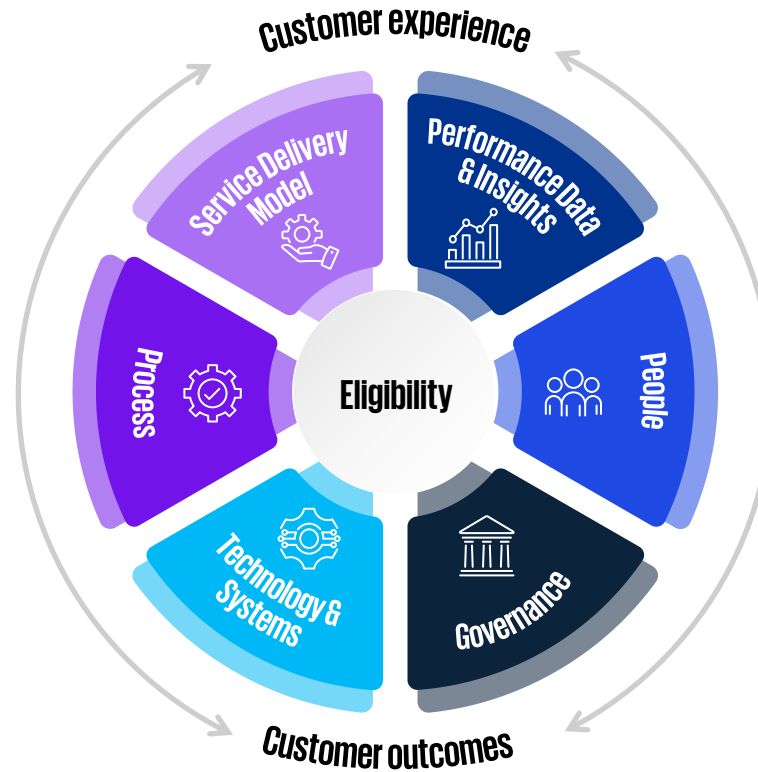 Customer experience
Service Delivery
Model
Performance Data
& Insights
Process
Eligibility
People
Technology &
Systems
Governance
Customer outcomes